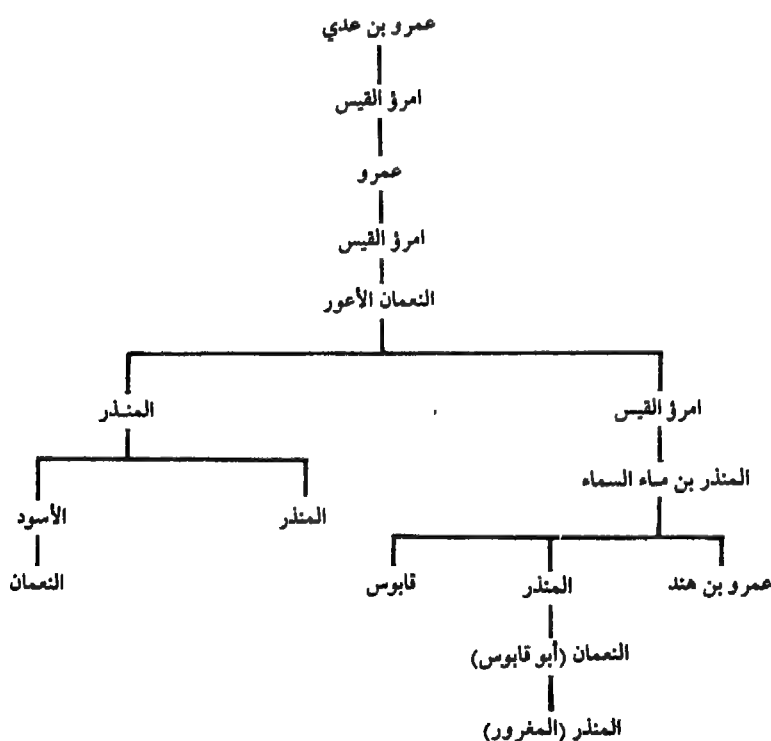 عمرو بن عدي
امرؤ القيس
عمرو
امرؤ القيس
النعمان الأعور
امرؤ القيس
المنذر
المنذر بن ماء السماء
المنذر
الأسود
عمرو بن هند
المنذر
قابوس
النعمان
النعمان (أبو قابوس)
المنذر (المغرور)